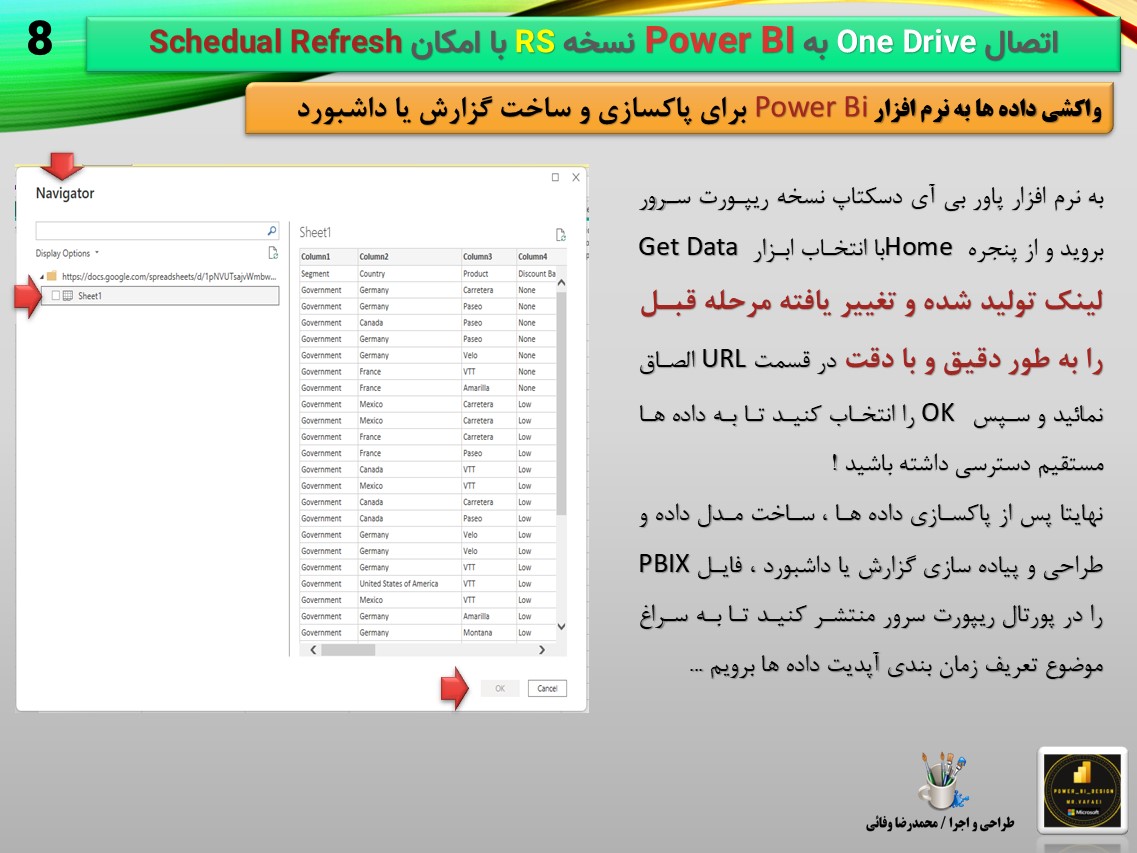 8
اتصال One Drive به Power BI نسخه RS با امکان Schedual Refresh
واکشی داده ها به نرم افزار Power Bi برای پاکسازی و ساخت گزارش یا داشبورد
به نرم افزار پاور بی آی دسکتاپ نسخه ریپورت سرور
بروید و از پنجره Home با انتخاب ابزار Get Data
لینک تولید شده و تغییر یافته مرحله قبل
را به طور دقیق و با دقت در قسمت URL الصاق
نمائید و سپس OK را انتخاب کنید تا به داده ها
مستقیم دسترسی داشته باشید !
نهایتا پس از پاکسازی داده ها ، ساخت مدل داده و
طراحی و پیاده سازی گزارش یا داشبورد ، فایل PBIX
را در پورتال ریپورت سرور منتشر کنید تا به سراغ
موضوع تعریف زمان بندی آپدیت داده ها برویم ...
Navigator
Display Options
https://docs.google.com/spreadsheets/d/1pNVUTsajvWmbw...
Sheet1
Sheet1
Column1 Column2 Column3 Column4
Segment Country Product Discount Ba
Government Germany Carretera None
Government Germany Paseo None
Government Canada Paseo None
Government Germany Paseo None
Government Germany Velo None
Government France VTT None
Government France Amarilla None
Government Mexico Carretera Low
Government Mexico Carretera Low
Government France Carretera Low
Government France Paseo Low
Government Canada VTT Low
Government Mexico VTT Low
Government Canada Carretera Low
Government Canada Paseo Low
Government Germany Velo Low
Government Germany Velo Low
Government Germany VTT Low
Government United States of America VTT Low
Government Mexico VTT Low
Government Germany Amarilla Low
Government Germany Montana Low
OK Cancel
طراحی و اجرا / محمدرضا وفائی
POWER_BI_DESIGN
MR.VAFAEI
Microsoft